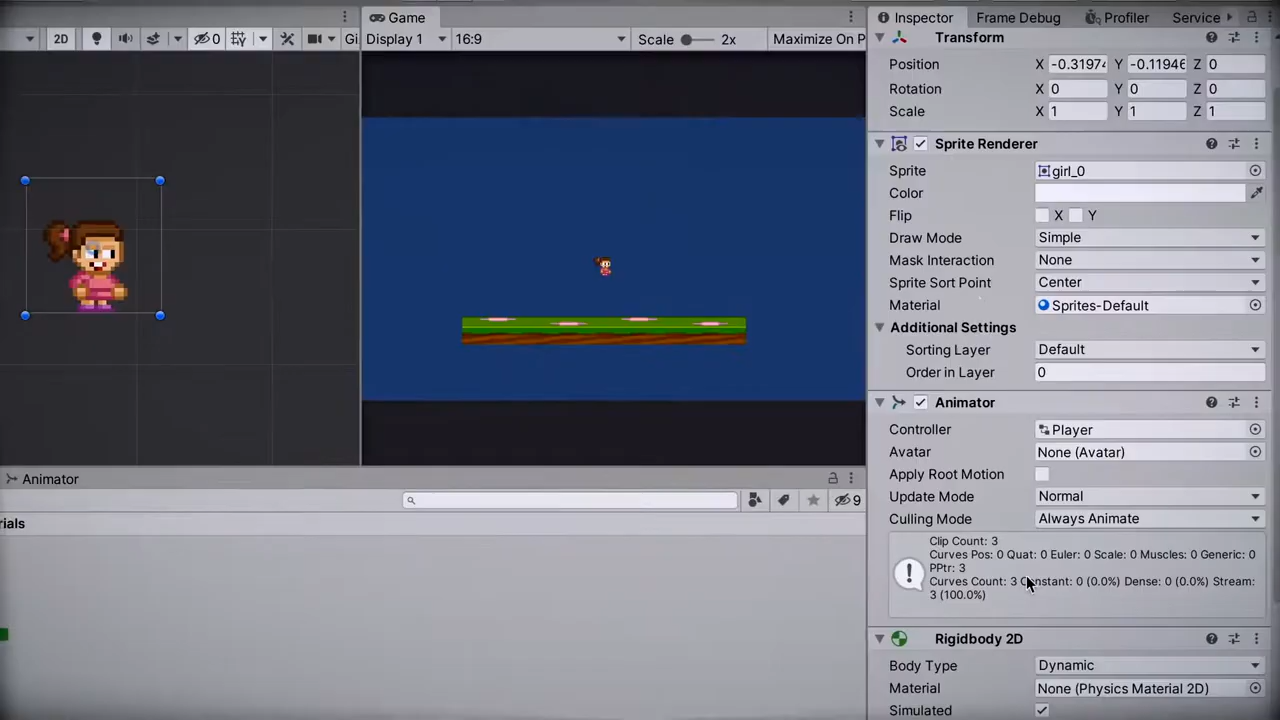 2D
0
Gi
Game
Display 1
16:9
Scale
2x
Maximize On P
Animator
9
rials
Inspector
Frame Debug
Profiler
Service
Transform
Position X -0.31974 Y -0.11946 Z 0
Rotation X 0 Y 0 Z 0
Scale X 1 Y 1 Z 1
Sprite Renderer
Sprite girl_0
Color
Flip X Y
Draw Mode Simple
Mask Interaction None
Sprite Sort Point Center
Material Sprites-Default
Additional Settings
Sorting Layer Default
Order in Layer 0
Animator
Controller Player
Avatar None (Avatar)
Apply Root Motion
Update Mode Normal
Culling Mode Always Animate
Clip Count: 3
Curves Pos: 0 Quat: 0 Euler: 0 Scale: 0 Muscles: 0 Generic: 0
PPtr: 3
Curves Count: 3 Constant: 0 (0.0%) Dense: 0 (0.0%) Stream:
3 (100.0%)
Rigidbody 2D
Body Type Dynamic
Material None (Physics Material 2D)
Simulated